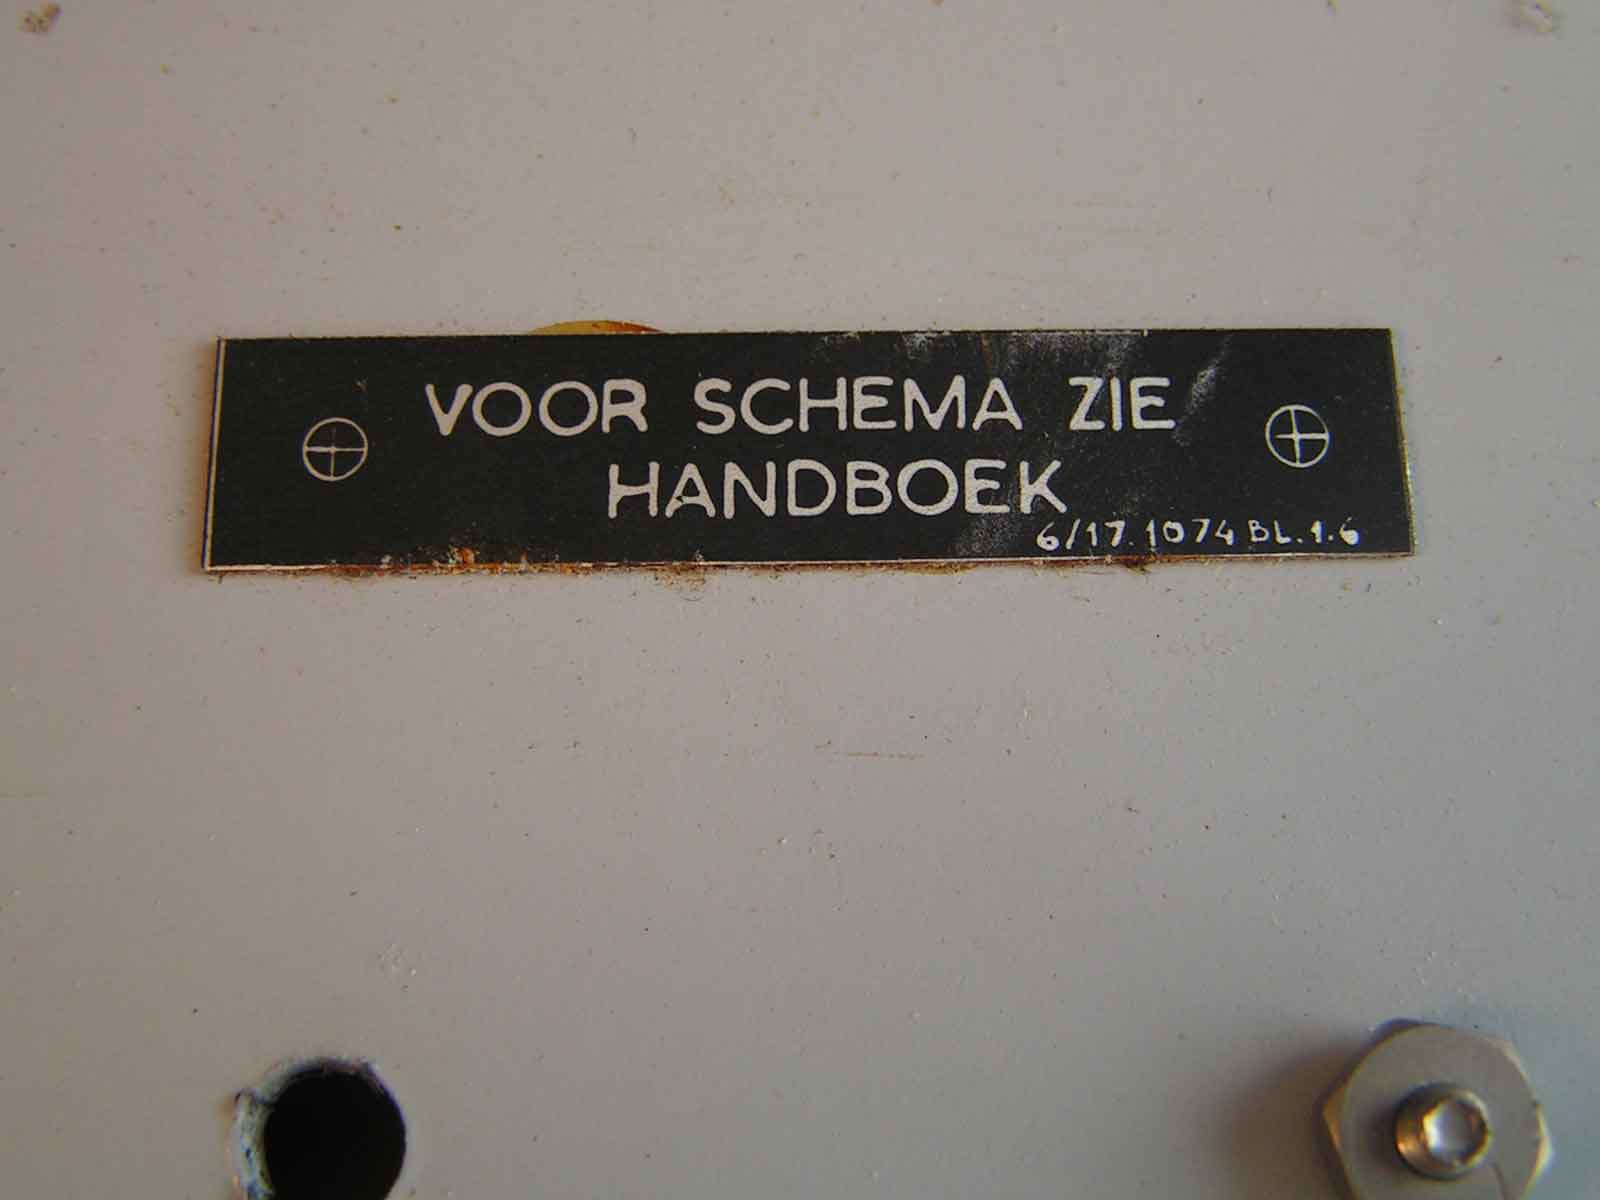 VOOR SCHEMA ZIE
HANDBOEK
6/17.1074 BL.1.6